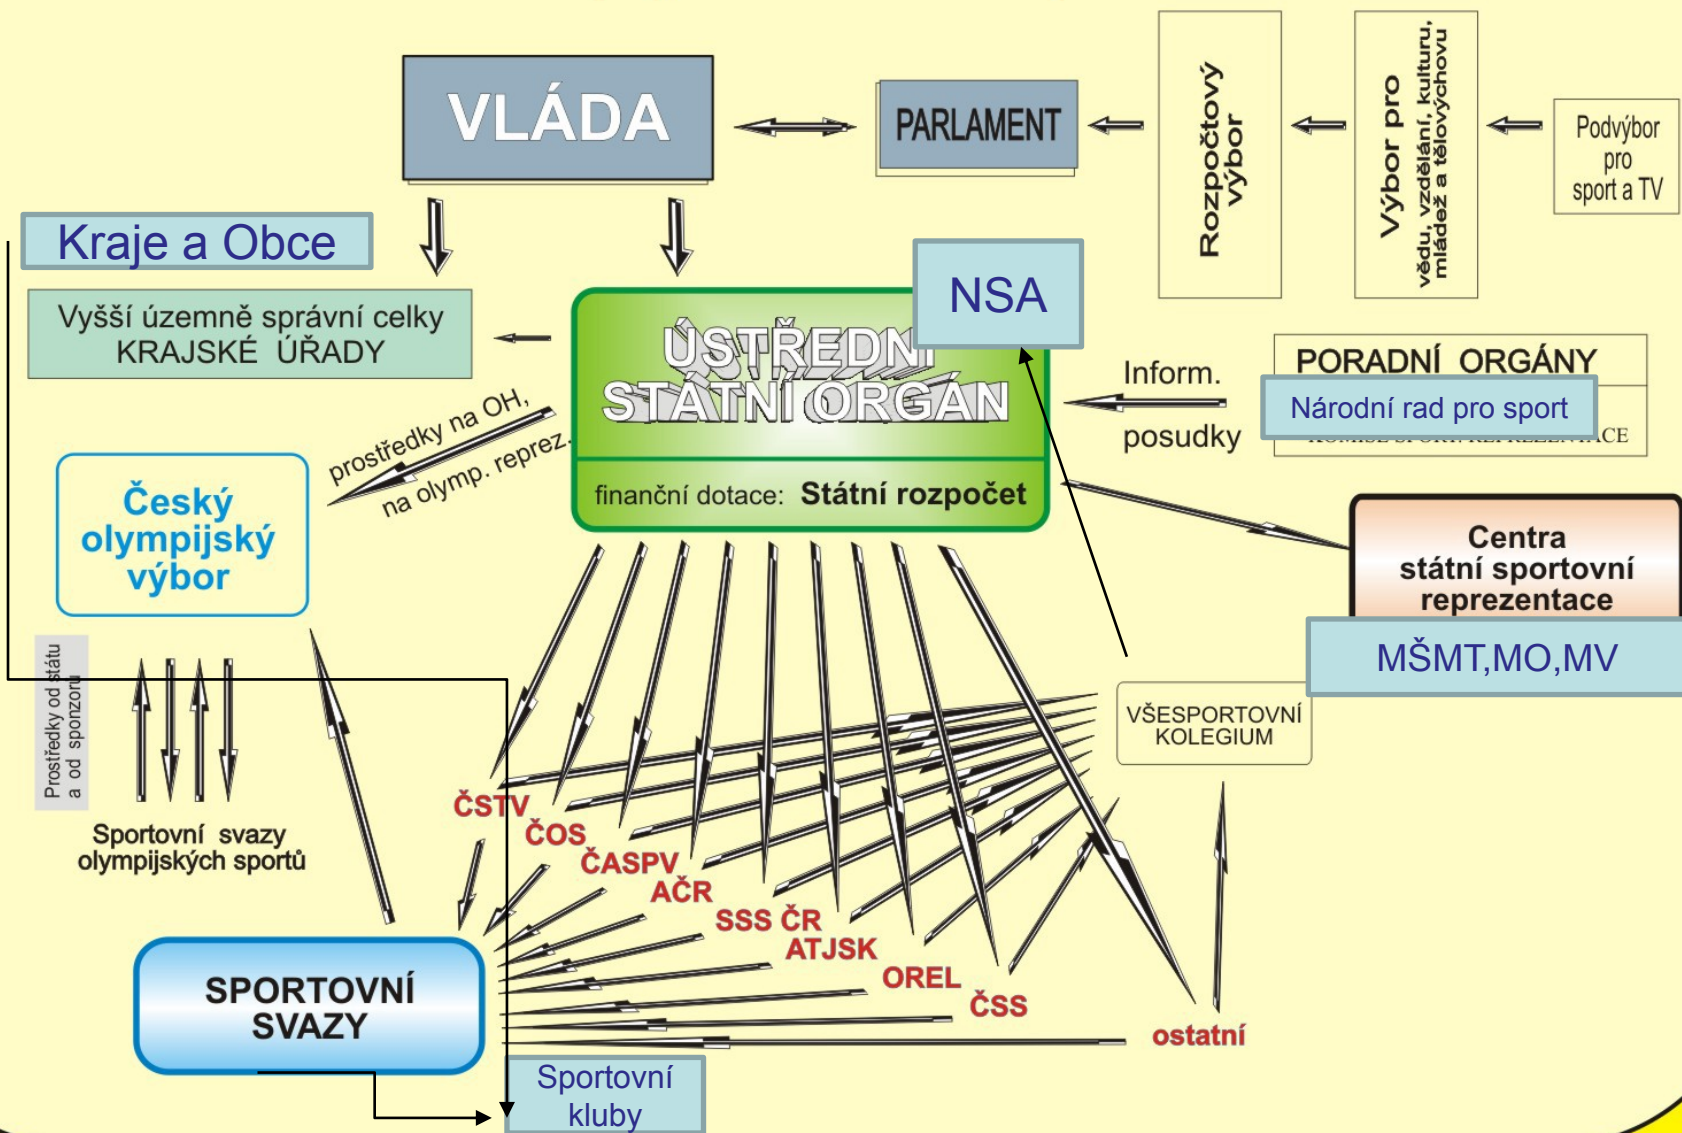 VLÁDA
PARLAMENT
Rozpočtový
výbor
Výbor pro
vědu, vzdělání, kulturu,
mládež a tělovýchovu
Podvýbor
pro
sport a TV
Kraje a Obce
Vyšší územně správní celky
KRAJSKÉ ÚŘADY
NSA
ÚSTŘEDNÍ
STÁTNÍ ORGÁN
finanční dotace: Státní rozpočet
Inform.
posudky
PORADNÍ ORGÁNY
Národní rad pro sport
prostředky na OH,
na olymp. reprez.
Český
olympijský
výbor
Centra
státní sportovní
reprezentace
MŠMT,MO,MV
Prostředky od státu
a od sponzoru
VŠESPORTOVNÍ
KOLEGIUM
Sportovní svazy
olympijských sportů
ČSTV
ČOS
ČASPV
AČR
SSS ČR
ATJSK
OREL
ČSS
ostatní
SPORTOVNÍ
SVAZY
Sportovní
kluby